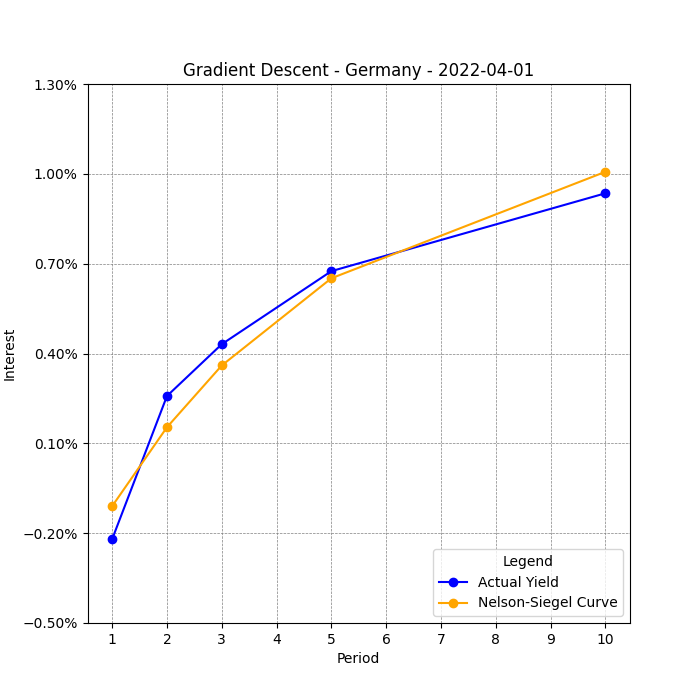 Gradient Descent - Germany - 2022-04-01
1.30%
1.00%
0.70%
0.40%
0.10%
−0.20%
−0.50%
Interest
1 2 3 4 5 6 7 8 9 10
Period
Legend
Actual Yield
Nelson-Siegel Curve